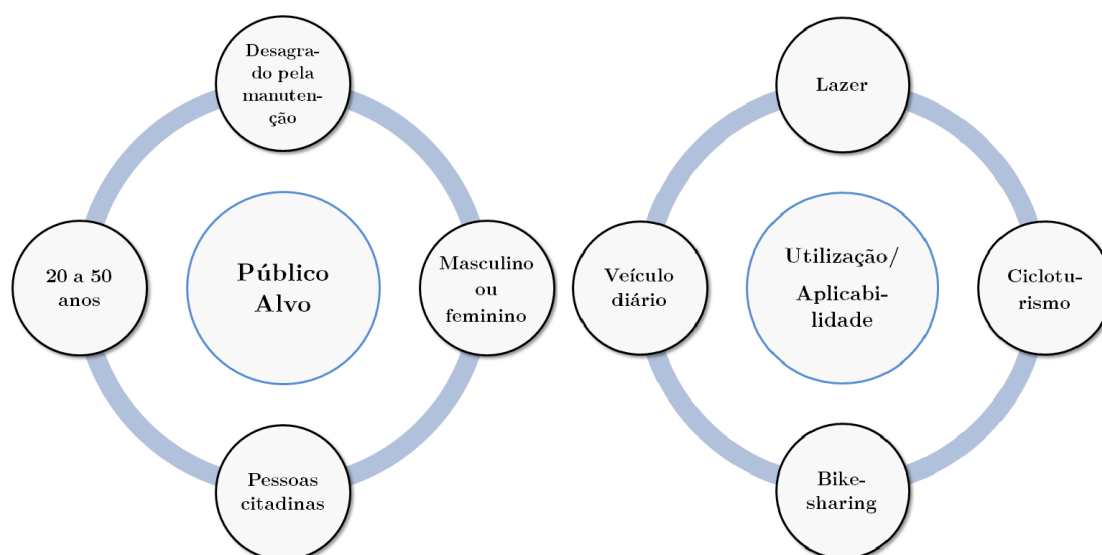 Desagra-
do pela
manuten-
ção
20 a 50
anos
Público
Alvo
Masculino
ou
feminino
Pessoas
citadinas
Lazer
Veículo
diário
Utilização/
Aplicabi-
lidade
Ciclotu-
rismo
Bike-
sharing